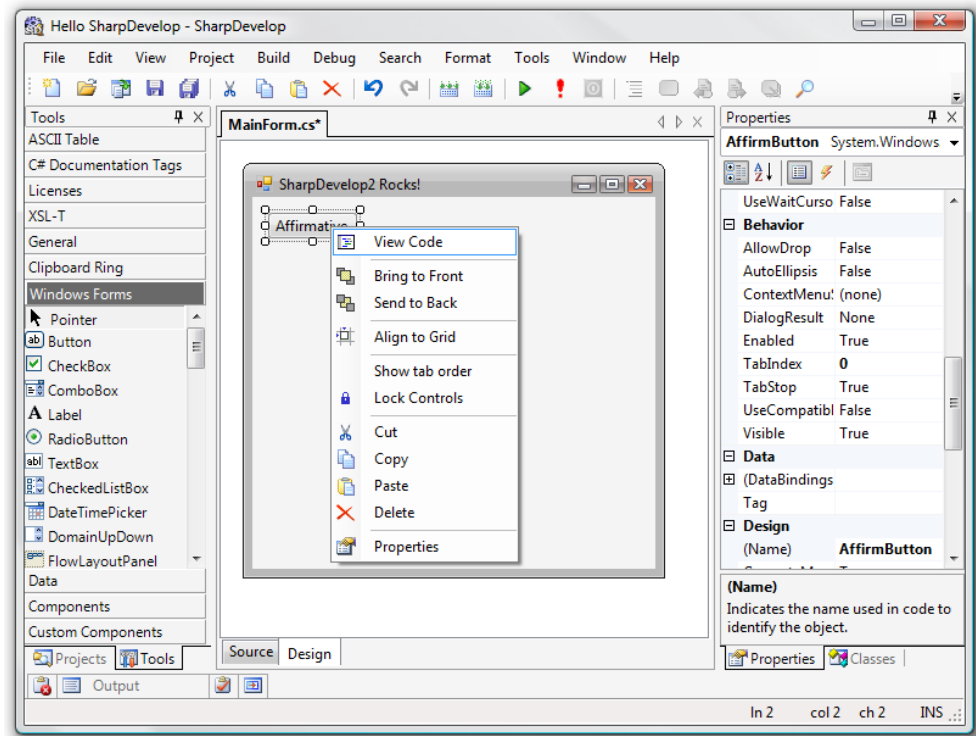 Hello SharpDevelop - SharpDevelop
File Edit View Project Build Debug Search Format Tools Window Help
Tools
ASCII Table
C# Documentation Tags
Licenses
XSL-T
General
Clipboard Ring
Windows Forms
Pointer
Button
CheckBox
ComboBox
Label
RadioButton
TextBox
CheckedListBox
DateTimePicker
DomainUpDown
FlowLayoutPanel
Data
Components
Custom Components
Projects Tools
MainForm.cs*
SharpDevelop2 Rocks!
Affirmative
View Code
Bring to Front
Send to Back
Align to Grid
Show tab order
Lock Controls
Cut
Copy
Paste
Delete
Properties
Source Design
Properties
AffirmButton System.Windows
UseWaitCurso False
Behavior
AllowDrop False
AutoEllipsis False
ContextMenuS (none)
DialogResult None
Enabled True
TabIndex 0
TabStop True
UseCompatibl False
Visible True
Data
(DataBindings
Tag
Design
(Name) AffirmButton
(Name)
Indicates the name used in code to
identify the object.
Properties Classes
Output
ln 2 col 2 ch 2 INS